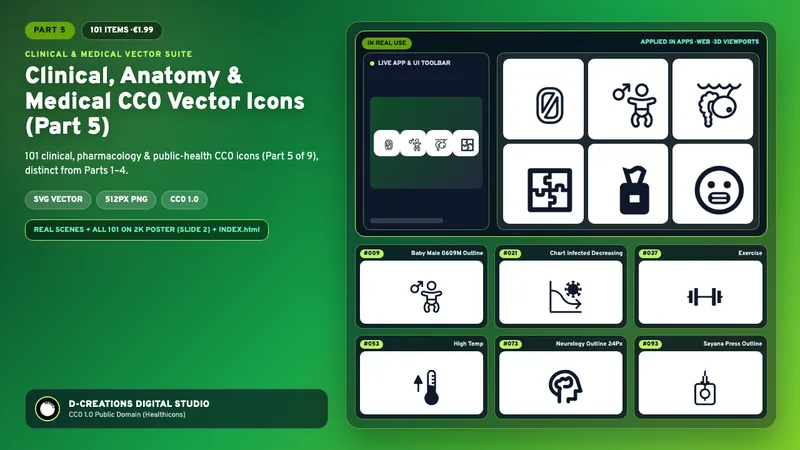 PART 5
101 ITEMS · €1.99
CLINICAL & MEDICAL VECTOR SUITE
Clinical, Anatomy &
Medical CC0 Vector Icons
(Part 5)
101 clinical, pharmacology & public-health CC0 icons (Part 5 of 9),
distinct from Parts 1–4.
SVG VECTOR
512PX PNG
CC0 1.0
REAL SCENES + ALL 101 ON 2K POSTER (SLIDE 2) + INDEX.html
D-CREATIONS DIGITAL STUDIO
CC0 1.0 Public Domain (Healthicons)
IN REAL USE
APPLIED IN APPS · WEB · 3D VIEWPORTS
LIVE APP & UI TOOLBAR
#009
Baby Male 0609M Outline
#021
Chart Infected Decreasing
#037
Exercise
#053
High Temp
#073
Neurology Outline 24Px
#093
Sayana Press Outline